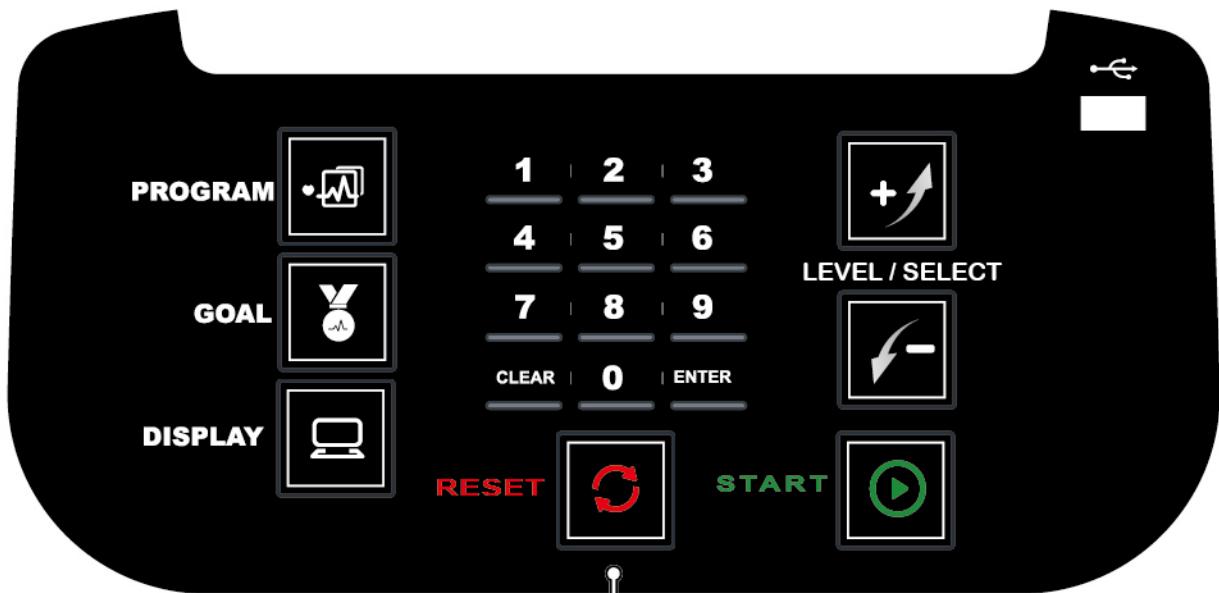 PROGRAM
GOAL
DISPLAY
1 2 3
4 5 6
7 8 9
CLEAR 0 ENTER
+
LEVEL / SELECT
-
RESET
START